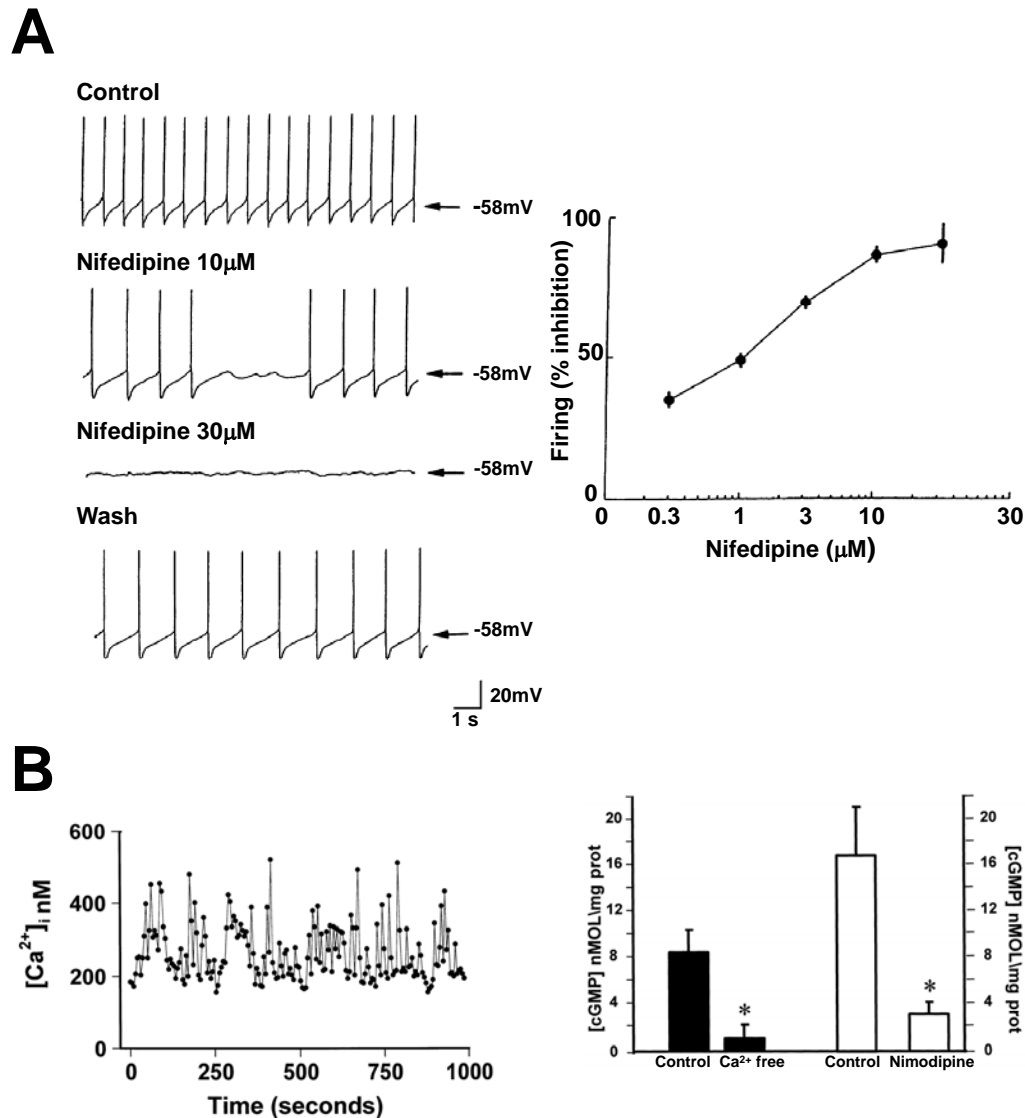 A
Control
-58mV
Nifedipine 10μM
-58mV
Nifedipine 30μM
-58mV
Wash
-58mV
20mV
1 s
Firing (% inhibition)
100
50
0
0 0.3 1 3 10 30
Nifedipine (μM)
B
[Ca2+]i nM
600
400
200
0
0 250 500 750 1000
Time (seconds)
[cGMP] nMOL\mg prot
20
16
12
8
4
0
* *
Control Ca2+ free Control Nimodipine
20
16
12
8
4
0
[cGMP] nMOL\mg prot